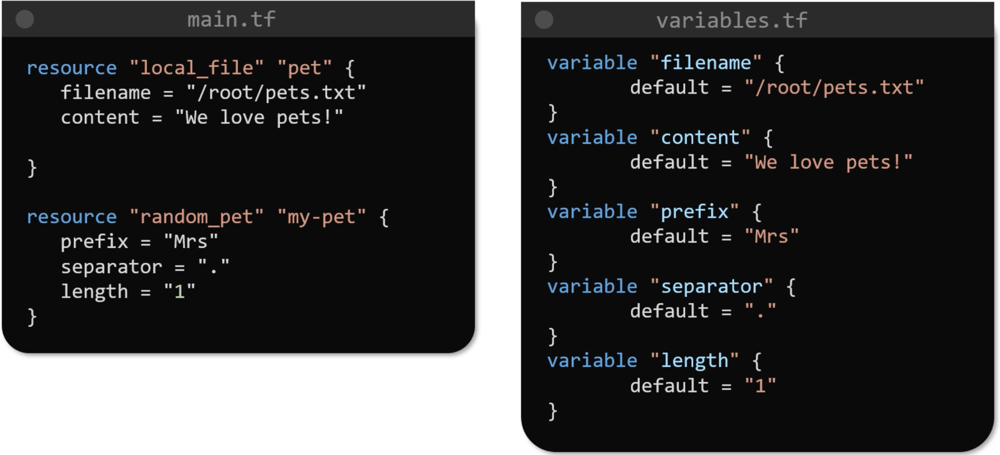 main.tf
resource "local_file" "pet" {
   filename = "/root/pets.txt"
   content = "We love pets!"

}

resource "random_pet" "my-pet" {
   prefix = "Mrs"
   separator = "."
   length = "1"
}
variables.tf
variable "filename" {
       default = "/root/pets.txt"
}
variable "content" {
       default = "We love pets!"
}
variable "prefix" {
       default = "Mrs"
}
variable "separator" {
       default = "."
}
variable "length" {
       default = "1"
}